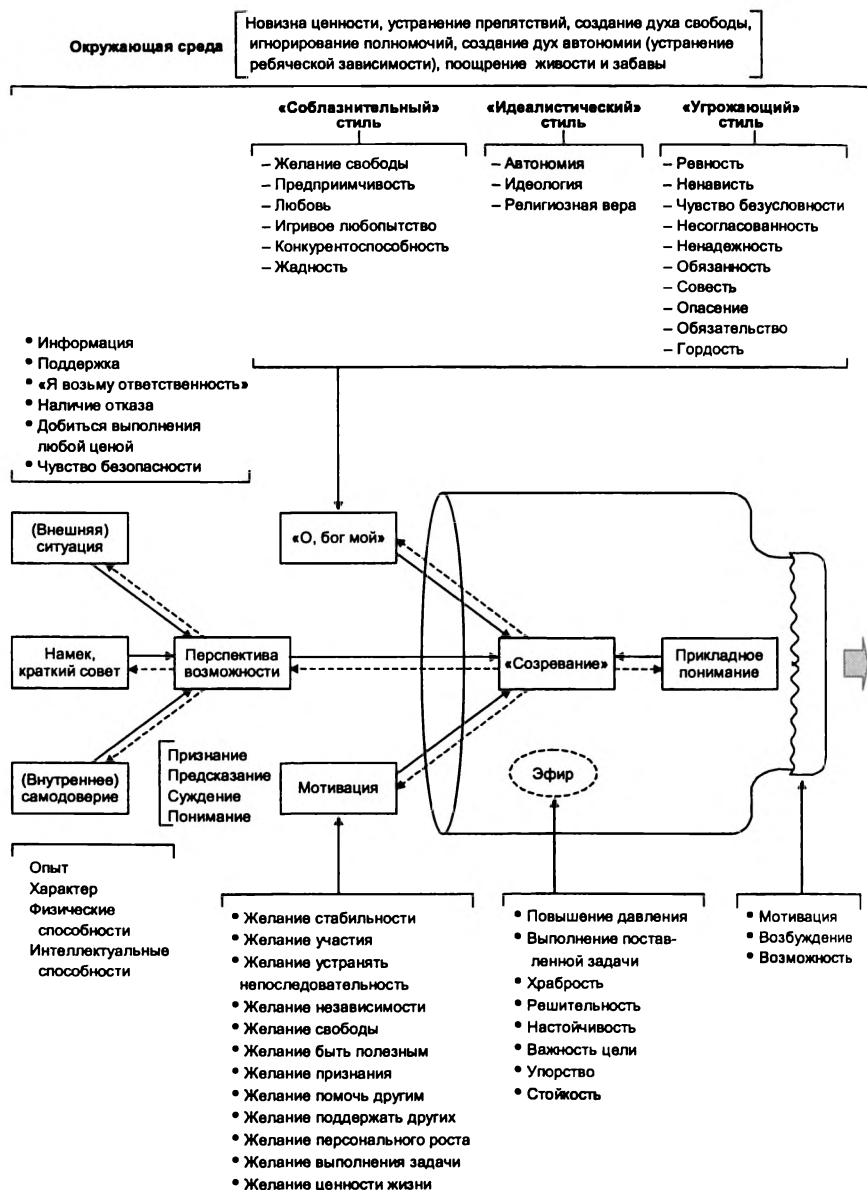 Окружающая среда
Новизна ценности, устранение препятствий, создание духа свободы,
игнорирование полномочий, создание дух автономии (устранение
ребяческой зависимости), поощрение живости и забавы
«Соблазнительный»
стиль
– Желание свободы
– Предприимчивость
– Любовь
– Игривое любопытство
– Конкурентоспособность
– Жадность
«Идеалистический»
стиль
– Автономия
– Идеология
– Религиозная вера
«Угрожающий»
стиль
– Ревность
– Ненависть
– Чувство безусловности
– Несогласованность
– Ненадежность
– Обязанность
– Совесть
– Опасение
– Обязательство
– Гордость
• Информация
• Поддержка
• «Я возьму ответственность»
• Наличие отказа
• Добиться выполнения
любой ценой
• Чувство безопасности
(Внешняя)
ситуация
«О, бог мой»
Намек,
краткий совет
Перспектива
возможности
«Созревание»
Прикладное
понимание
(Внутреннее)
самодоверие
Признание
Предсказание
Суждение
Понимание
Мотивация
Эфир
Опыт
Характер
Физические
способности
Интеллектуальные
способности
• Желание стабильности
• Желание участия
• Желание устранять
непоследовательность
• Желание независимости
• Желание свободы
• Желание быть полезным
• Желание признания
• Желание помочь другим
• Желание поддержать других
• Желание персонального роста
• Желание выполнения задачи
• Желание ценности жизни
• Повышение давления
• Выполнение постав-
ленной задачи
• Храбрость
• Решительность
• Настойчивость
• Важность цели
• Упорство
• Стойкость
• Мотивация
• Возбуждение
• Возможность